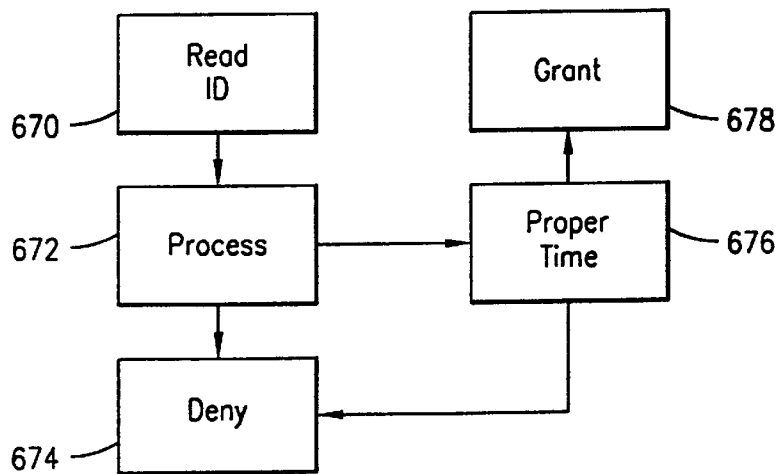 Read
ID
670
Grant
678
672
Process
Proper
Time
676
Deny
674